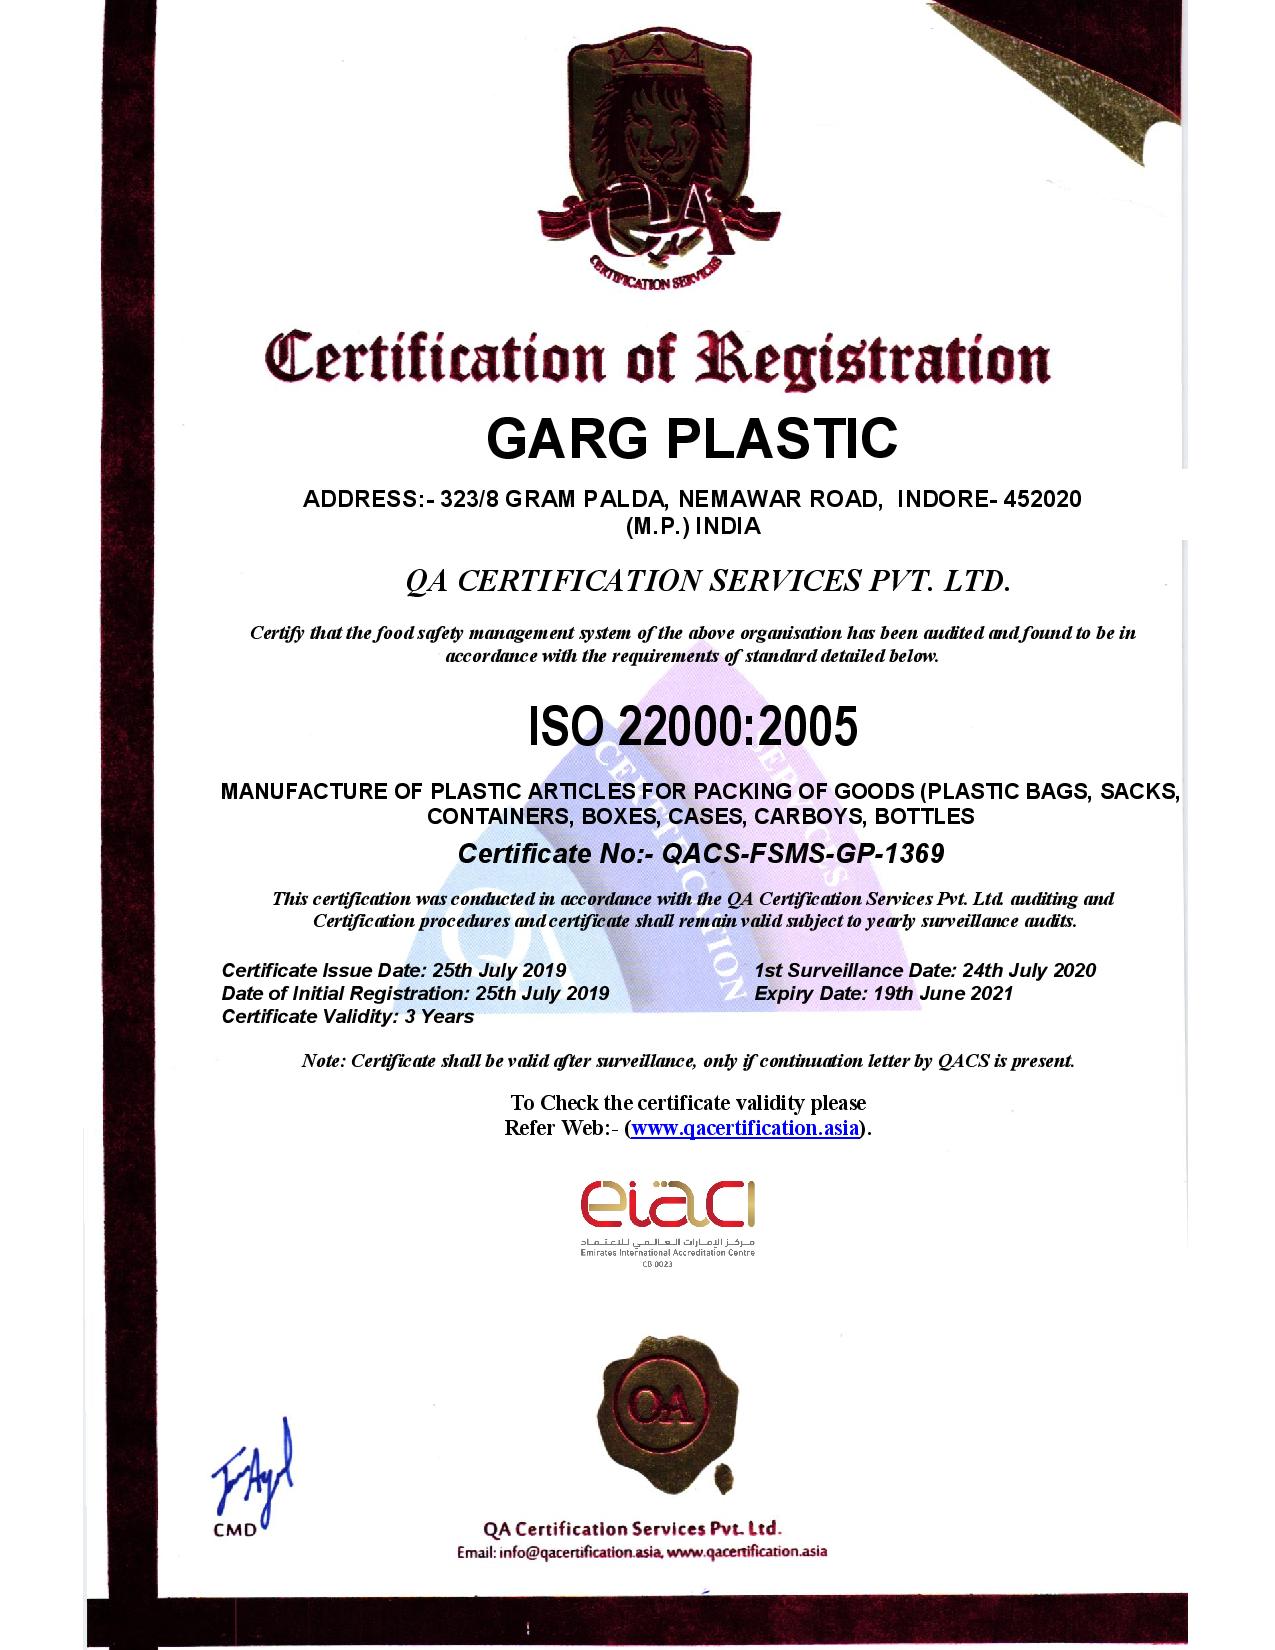 QA
CERTIFICATION SERVICES
Certification of Registration
GARG PLASTIC
ADDRESS:- 323/8 GRAM PALDA, NEMAWAR ROAD, INDORE- 452020
(M.P.) INDIA
QA CERTIFICATION SERVICES PVT. LTD.
Certify that the food safety management system of the above organisation has been audited and found to be in
accordance with the requirements of standard detailed below.
ISO 22000:2005
MANUFACTURE OF PLASTIC ARTICLES FOR PACKING OF GOODS (PLASTIC BAGS, SACKS,
CONTAINERS, BOXES, CASES, CARBOYS, BOTTLES
Certificate No:- QACS-FSMS-GP-1369
QA CERTIFICATION SERVICES
This certification was conducted in accordance with the QA Certification Services Pvt. Ltd. auditing and
Certification procedures and certificate shall remain valid subject to yearly surveillance audits.
Certificate Issue Date: 25th July 2019 1st Surveillance Date: 24th July 2020
Date of Initial Registration: 25th July 2019 Expiry Date: 19th June 2021
Certificate Validity: 3 Years
Note: Certificate shall be valid after surveillance, only if continuation letter by QACS is present.
To Check the certificate validity please
Refer Web:- (www.qacertification.asia).
eiaci
مركز الإمارات العالمي للاعتماد
Emirates International Accreditation Centre
CB 0023
QA
CMD
QA Certification Services Pvt. Ltd.
Email: info@qacertification.asia, www.qacertification.asia